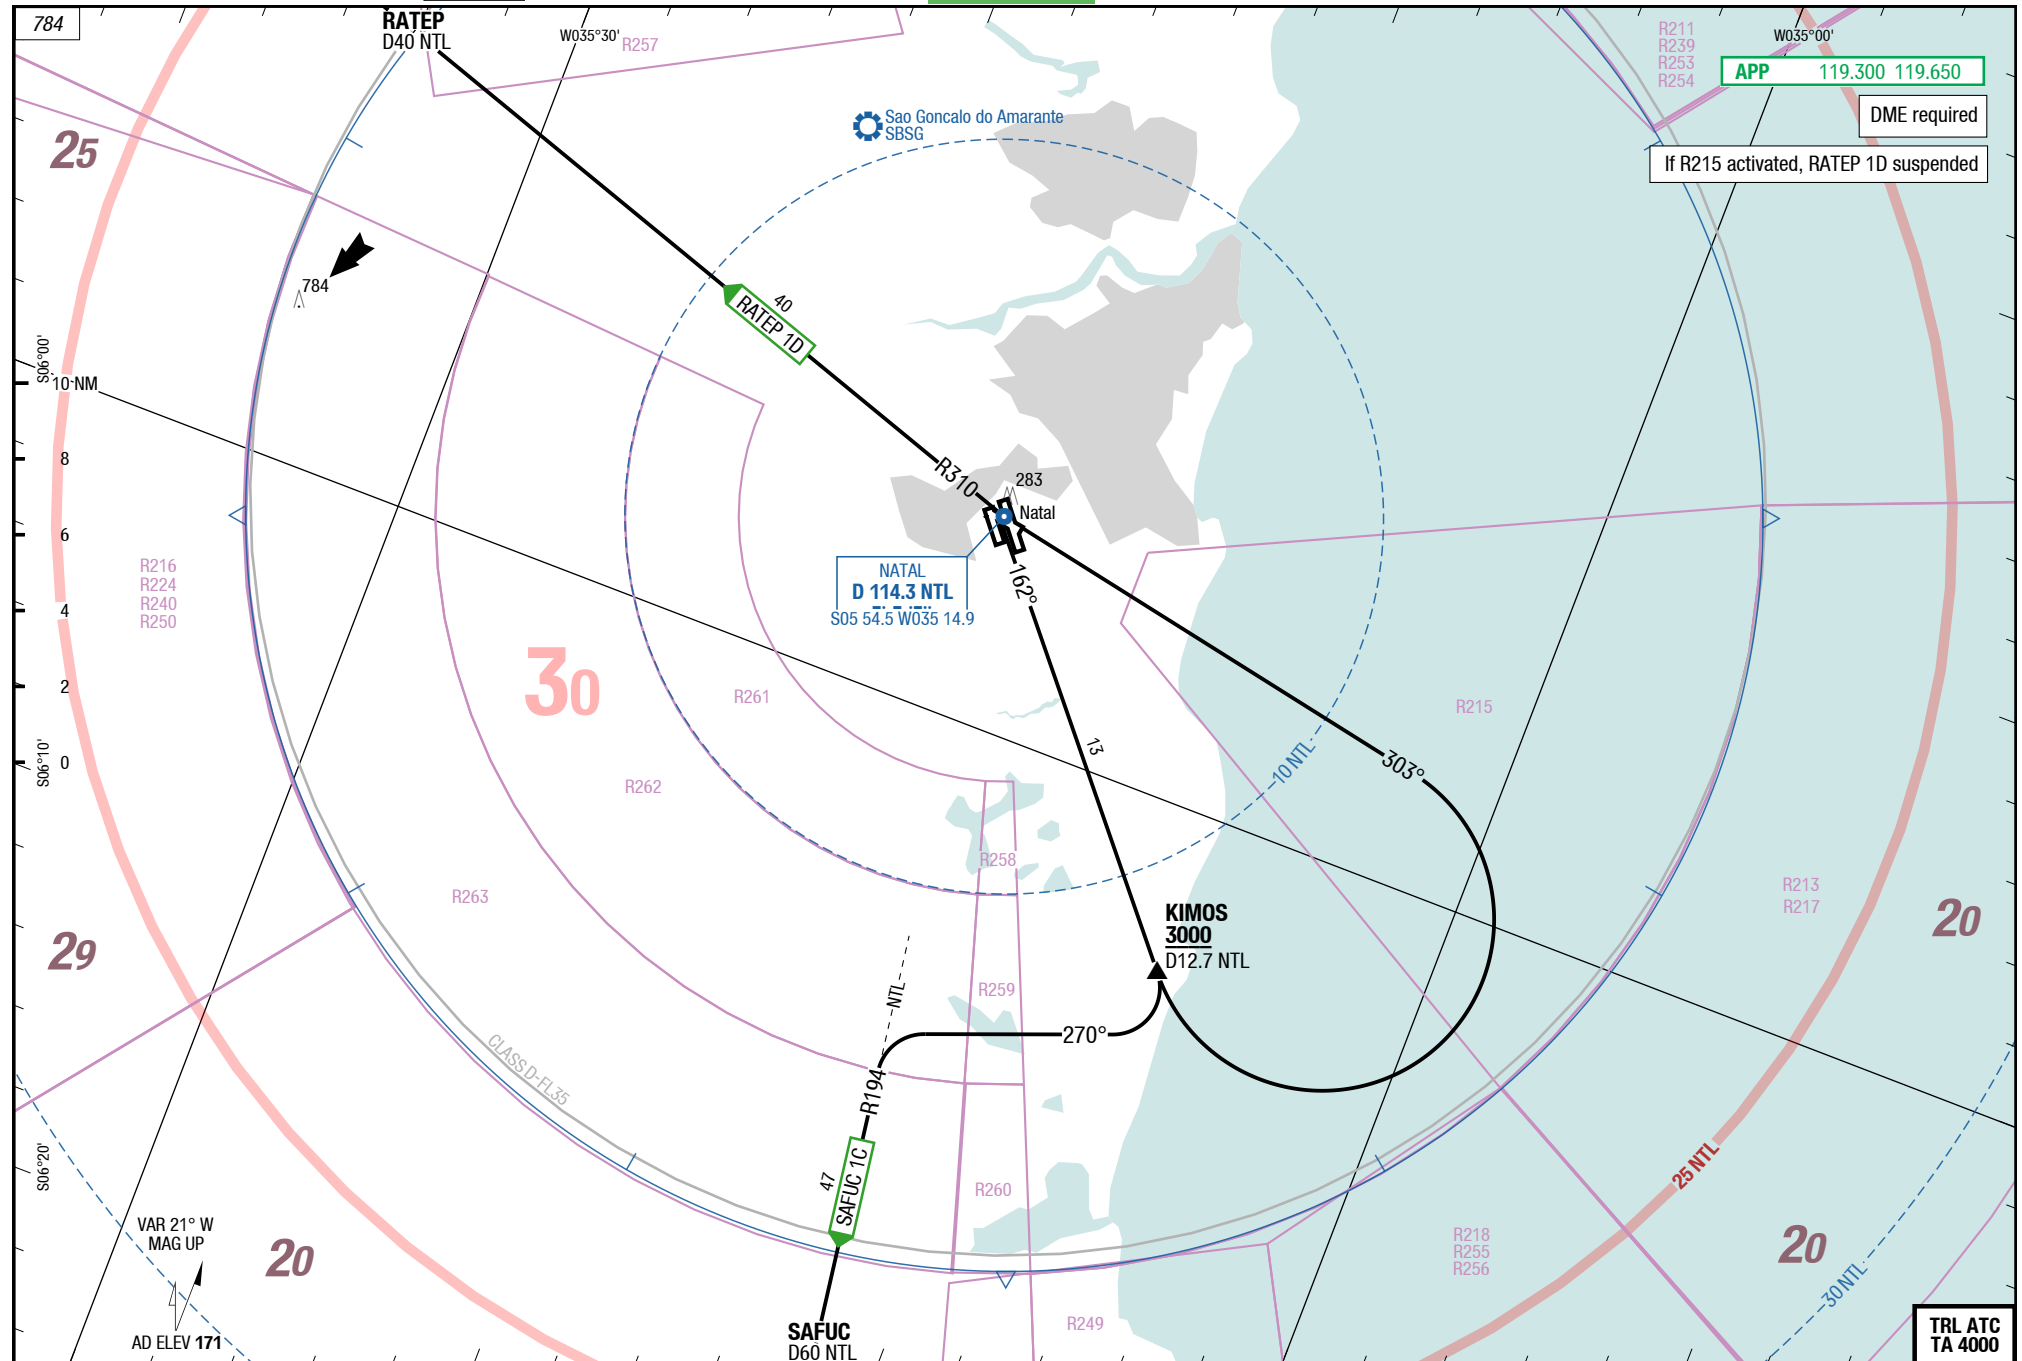 784
RATEP
D40 NTL
W035°30'
R257
W035°00'
R211
R239
R253
R254
APP 119.300 119.650
DME required
If R215 activated, RATEP 1D suspended
Sao Goncalo do Amarante
SBSG
25
784
40
RATEP 1D
S06°00'
10 NM
8
6
4
2
0
R310
283
Natal
NATAL
D 114.3 NTL
S05 54.5 W035 14.9
162°
R216
R224
R240
R250
30
R261
R215
13
303°
10 NTL
R262
S06°10'
R258
R263
R213
R217
20
29
KIMOS
3000
D12.7 NTL
NTL
R259
270°
CLASS D-FL35
R194
S06°20'
47
SAFUC 1C
R260
25 NTL
VAR 21° W
MAG UP
20
R218
R255
R256
20
30 NTL
AD ELEV 171
SAFUC
D60 NTL
R249
TRL ATC
TA 4000